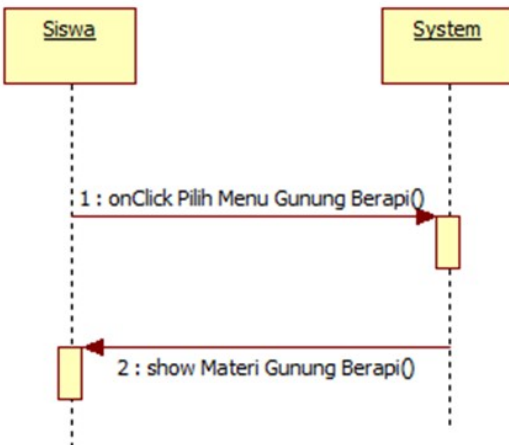 Siswa
System
1 : onClick Pilih Menu Gunung Berapi()
2 : show Materi Gunung Berapi()